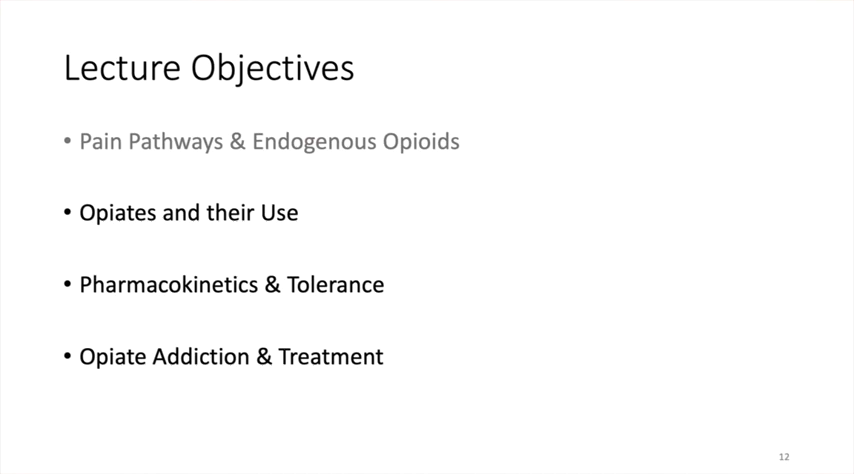 Lecture Objectives
• Pain Pathways & Endogenous Opioids
• Opiates and their Use
• Pharmacokinetics & Tolerance
• Opiate Addiction & Treatment
12